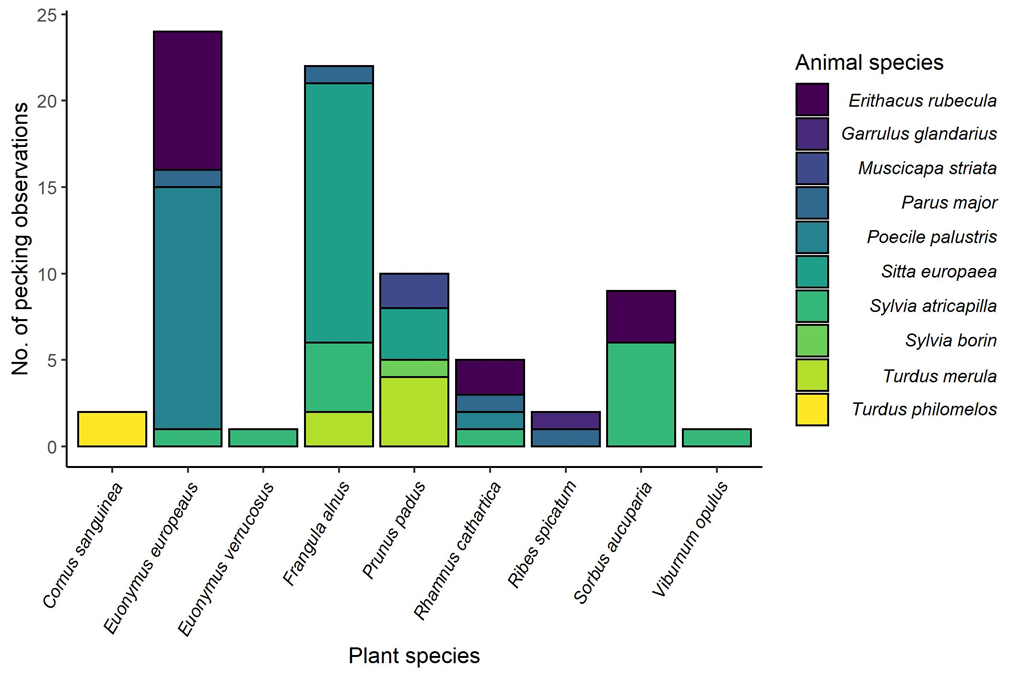 No. of pecking observations
25
20
15
10
5
0
Cornus sanguinea
Euonymus europeaus
Euonymus verrucosus
Frangula alnus
Prunus padus
Rhamnus cathartica
Ribes spicatum
Sorbus aucuparia
Viburnum opulus
Plant species
Animal species
Erithacus rubecula
Garrulus glandarius
Muscicapa striata
Parus major
Poecile palustris
Sitta europaea
Sylvia atricapilla
Sylvia borin
Turdus merula
Turdus philomelos